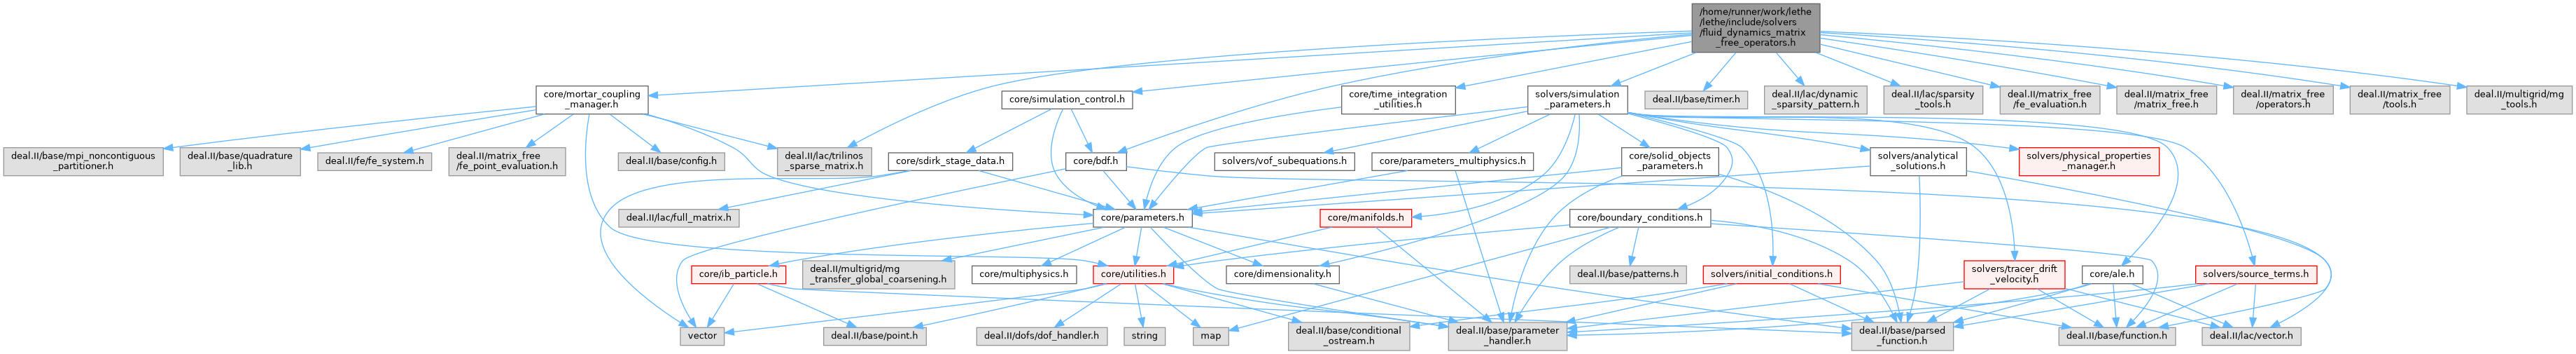 /home/runner/work/lethe
/lethe/include/solvers
/fluid_dynamics_matrix
_free_operators.h
core/mortar_coupling
_manager.h
core/simulation_control.h
core/time_integration
_utilities.h
solvers/simulation
_parameters.h
deal.II/base/timer.h
deal.II/lac/dynamic
_sparsity_pattern.h
deal.II/lac/sparsity
_tools.h
deal.II/matrix_free
/fe_evaluation.h
deal.II/matrix_free
/matrix_free.h
deal.II/matrix_free
/operators.h
deal.II/matrix_free
/tools.h
deal.II/multigrid/mg
_tools.h
deal.II/base/mpi_noncontiguous
_partitioner.h
deal.II/base/quadrature
_lib.h
deal.II/fe/fe_system.h
deal.II/matrix_free
/fe_point_evaluation.h
deal.II/base/config.h
deal.II/lac/trilinos
_sparse_matrix.h
core/sdirk_stage_data.h
core/bdf.h
solvers/vof_subequations.h
core/parameters_multiphysics.h
core/solid_objects
_parameters.h
solvers/analytical
_solutions.h
solvers/physical_properties
_manager.h
deal.II/lac/full_matrix.h
core/parameters.h
core/manifolds.h
core/boundary_conditions.h
core/ib_particle.h
deal.II/multigrid/mg
_transfer_global_coarsening.h
core/multiphysics.h
core/utilities.h
core/dimensionality.h
deal.II/base/patterns.h
solvers/initial_conditions.h
solvers/tracer_drift
_velocity.h
core/ale.h
solvers/source_terms.h
vector
deal.II/base/point.h
deal.II/dofs/dof_handler.h
string
map
deal.II/base/conditional
_ostream.h
deal.II/base/parameter
_handler.h
deal.II/base/parsed
_function.h
deal.II/base/function.h
deal.II/lac/vector.h